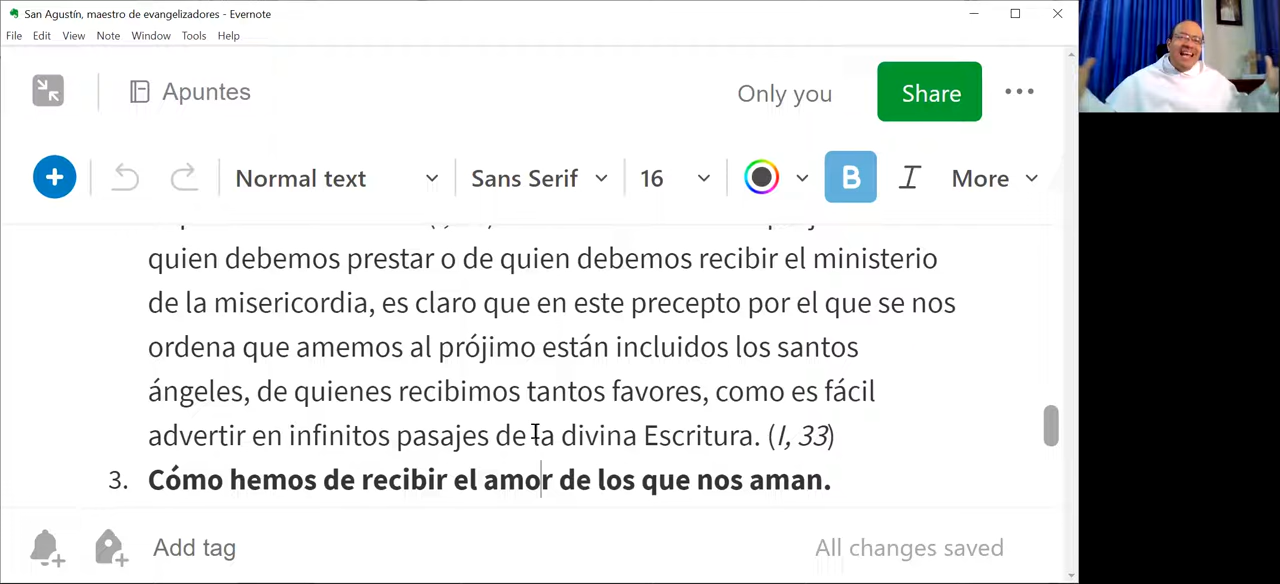 San Agustín, maestro de evangelizadores - Evernote
File Edit View Note Window Tools Help
Apuntes
Only you
Share
Normal text
Sans Serif
16
B
I
More
quien debemos prestar o de quien debemos recibir el ministerio
de la misericordia, es claro que en este precepto por el que se nos
ordena que amemos al prójimo están incluidos los santos
ángeles, de quienes recibimos tantos favores, como es fácil
advertir en infinitos pasajes de la divina Escritura. (I, 33)
3. Cómo hemos de recibir el amor de los que nos aman.
Add tag
All changes saved